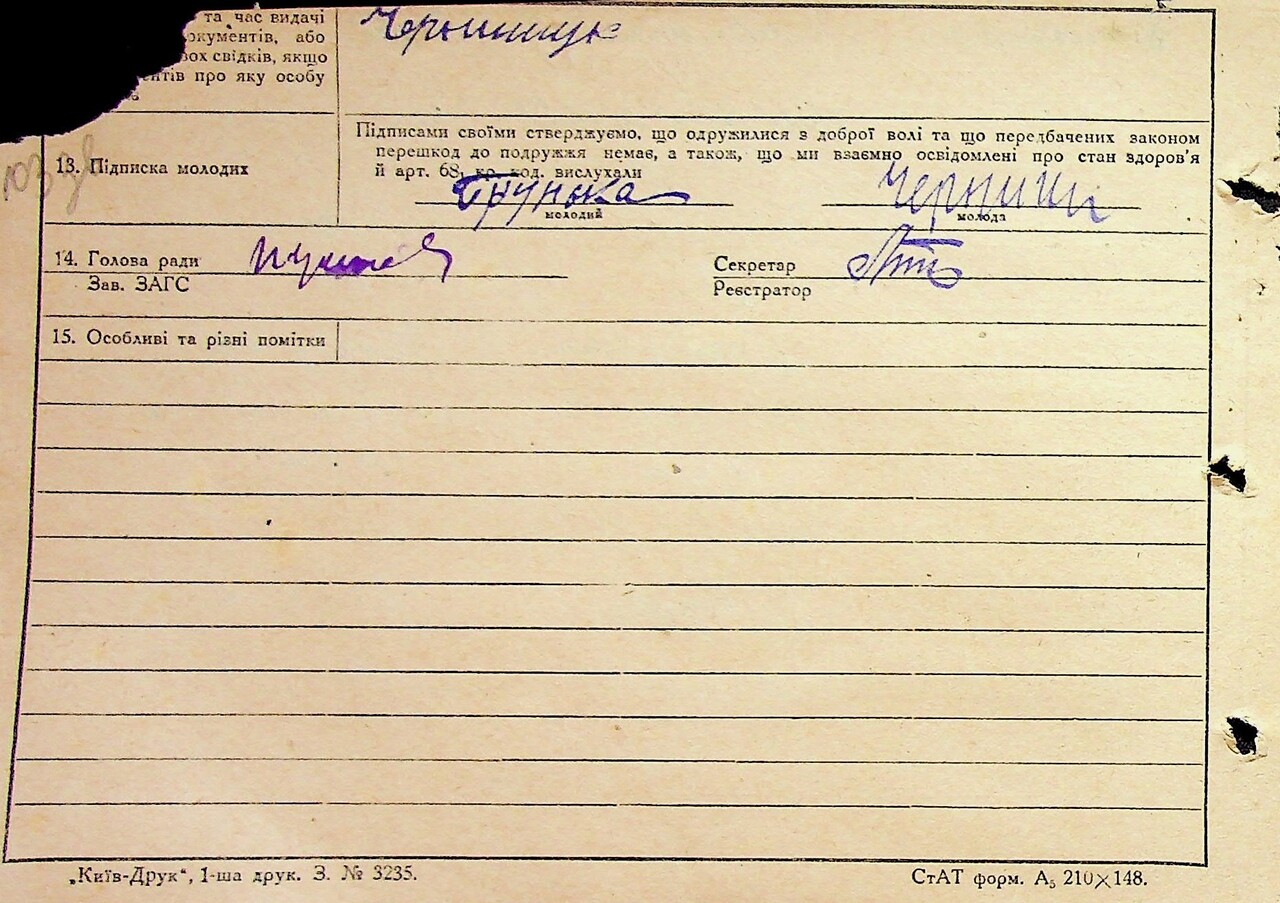 та час видачі
документів, або
вох свідків, якщо
ентів про яку особу
Підписами своїми стверджуємо, що одружилися з доброї волі та що передбачених законом
перешкод до подружжя немає, а також, що ми взаємно освідомлені про стан здоров'я
13. Підписка молодих
й арт. 68, кр. код. вислухали
молодий молода
14. Голова ради
Секретар
Зав. ЗАГС
Реєстратор
15. Особливі та різні помітки
„Київ-Друк“, 1-ша друк. З. № 3235.
СтАТ форм. А₅ 210×148.